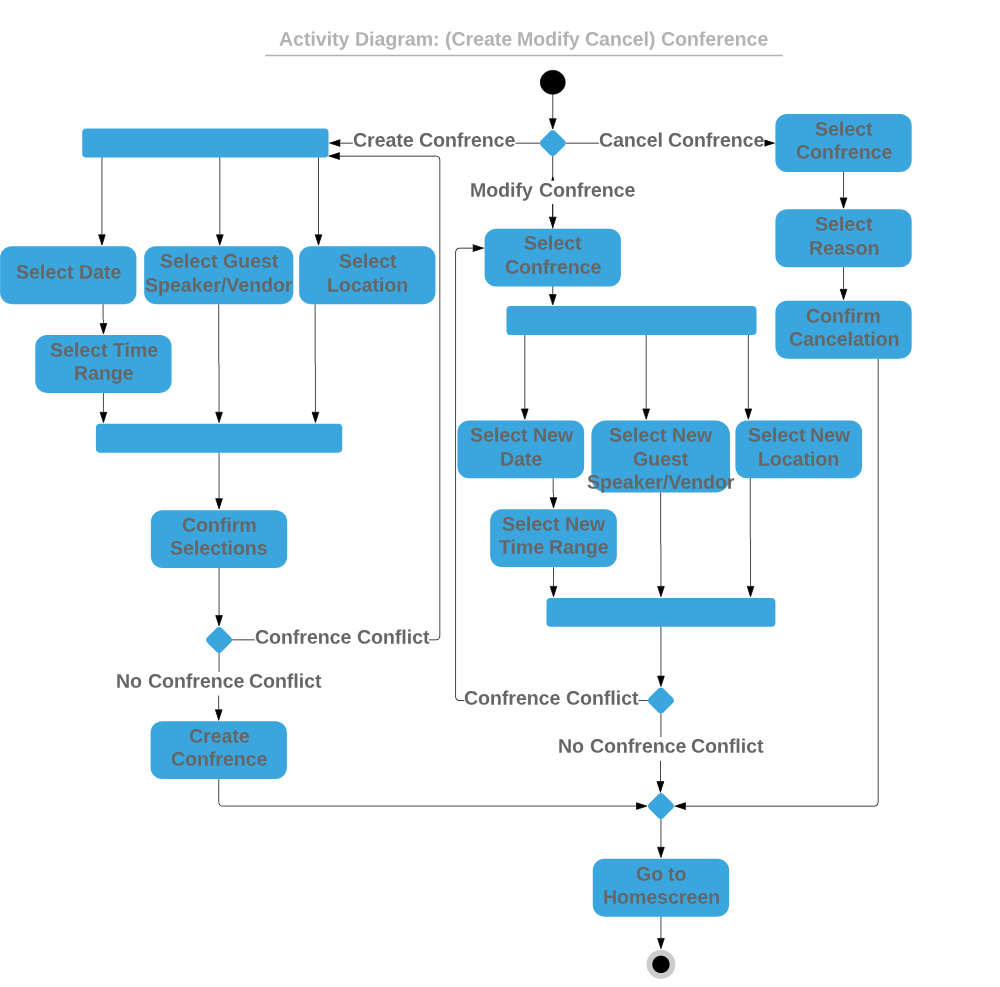 Activity Diagram: (Create Modify Cancel) Conference
Create Confrence
Cancel Confrence
Modify Confrence
Select
Confrence
Select
Reason
Confirm
Cancelation
Select Date
Select Guest
Speaker/Vendor
Select
Location
Select Time
Range
Confirm
Selections
Confrence Conflict
No Confrence Conflict
Create
Confrence
Select
Confrence
Select New
Date
Select New
Guest
Speaker/Vendor
Select New
Location
Select New
Time Range
Confrence Conflict
No Confrence Conflict
Go to
Homescreen